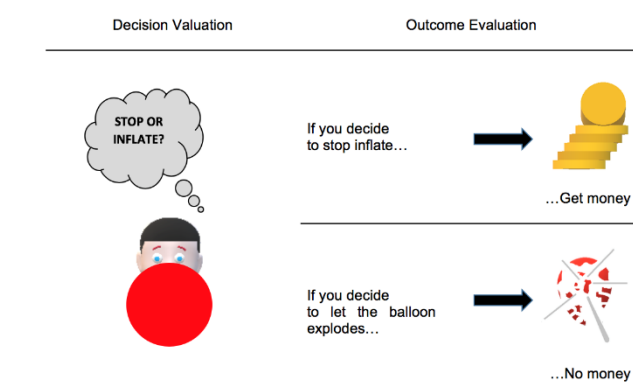 Decision Valuation
Outcome Evaluation
STOP OR
INFLATE?
If you decide
to stop inflate…
…Get money
If you decide
to let the balloon
explodes…
…No money